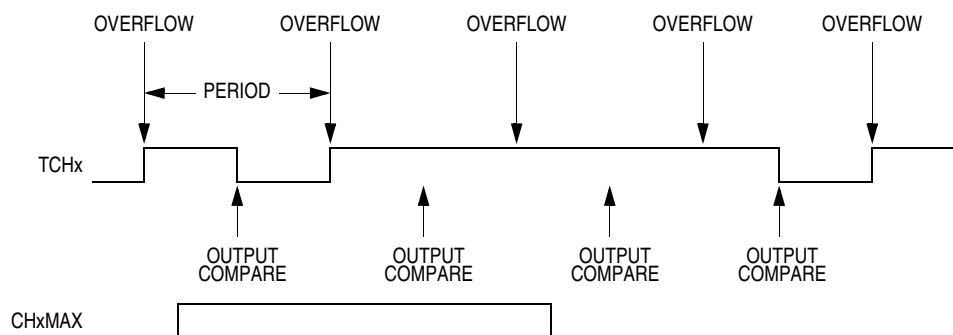 OVERFLOW OVERFLOW OVERFLOW OVERFLOW OVERFLOW
PERIOD
TCHx
OUTPUT OUTPUT OUTPUT OUTPUT
COMPARE COMPARE COMPARE COMPARE
CHxMAX